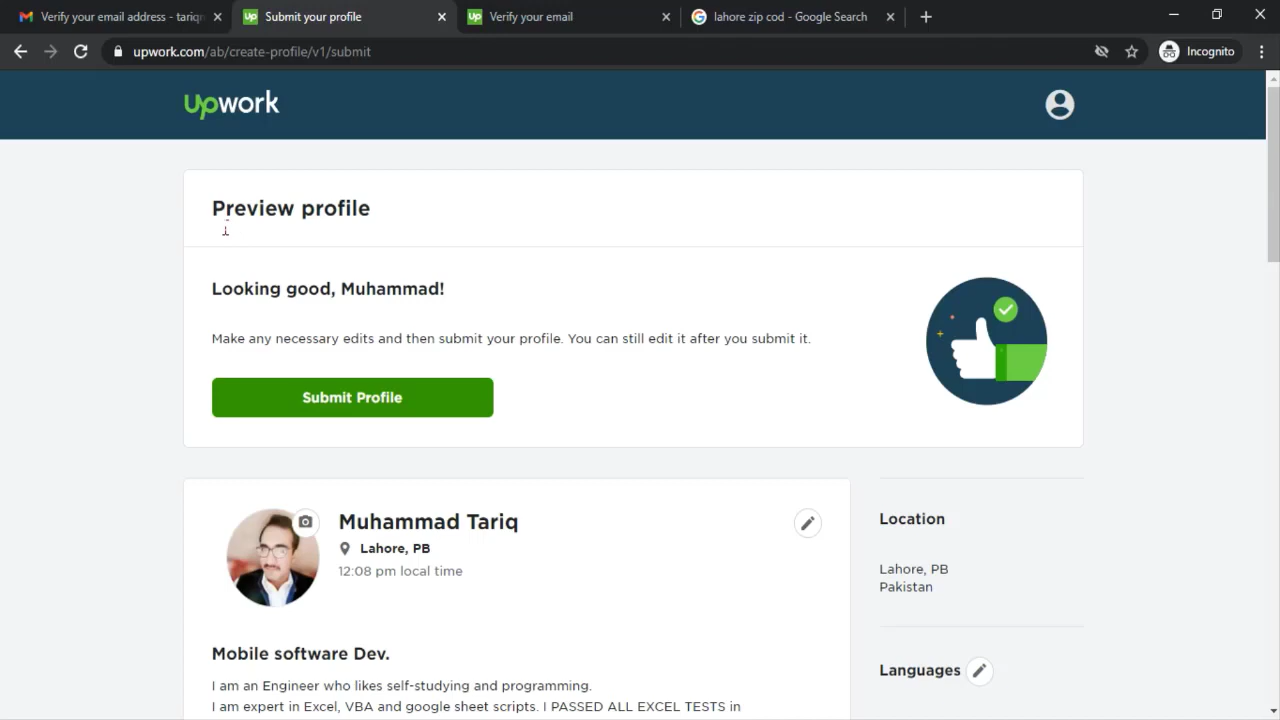 Verify your email address - tariqr
Submit your profile
Verify your email
lahore zip cod - Google Search
upwork.com/ab/create-profile/v1/submit
Incognito
upwork
Preview profile
Looking good, Muhammad!
Make any necessary edits and then submit your profile. You can still edit it after you submit it.
Submit Profile
Muhammad Tariq
Lahore, PB
12:08 pm local time
Mobile software Dev.
I am an Engineer who likes self-studying and programming.
I am expert in Excel, VBA and google sheet scripts. I PASSED ALL EXCEL TESTS in
Location
Lahore, PB
Pakistan
Languages